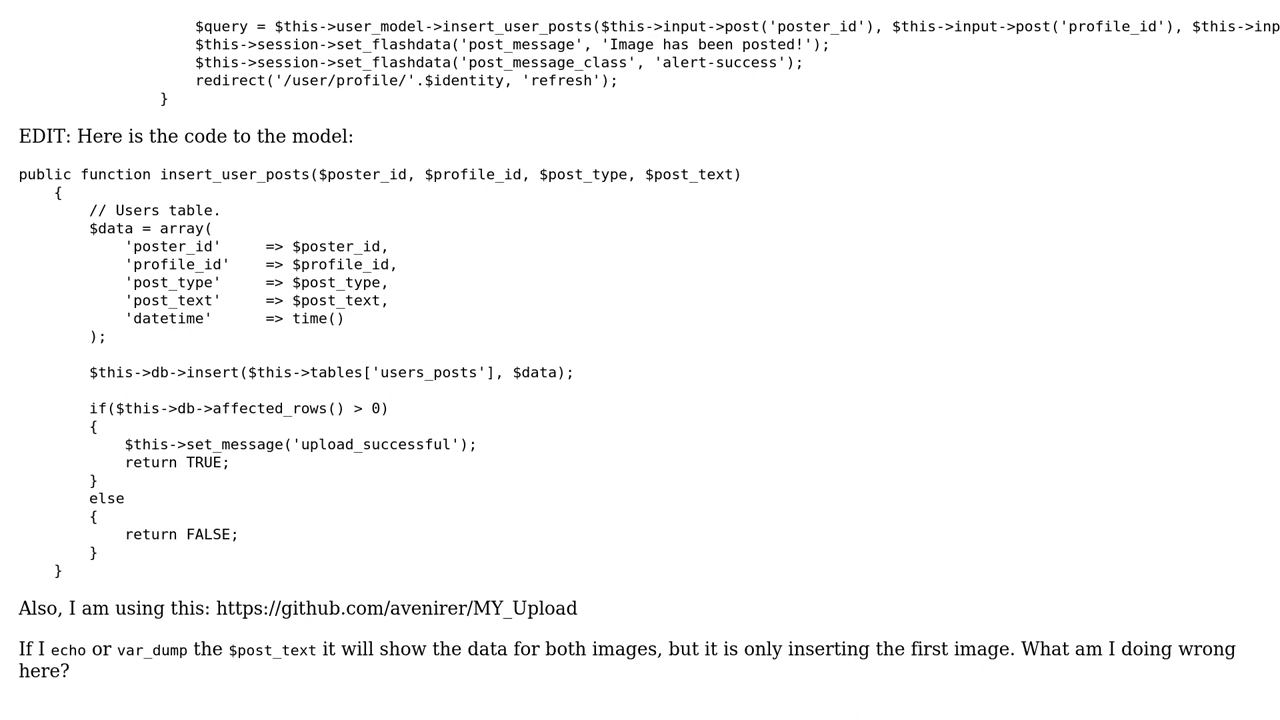 $query = $this->user_model->insert_user_posts($this->input->post('poster_id'), $this->input->post('profile_id'), $this->inp
$this->session->set_flashdata('post_message', 'Image has been posted!');
$this->session->set_flashdata('post_message_class', 'alert-success');
redirect('/user/profile/'.$identity, 'refresh');
}
EDIT: Here is the code to the model:
public function insert_user_posts($poster_id, $profile_id, $post_type, $post_text)
{
// Users table.
$data = array(
'poster_id'     => $poster_id,
'profile_id'    => $profile_id,
'post_type'     => $post_type,
'post_text'     => $post_text,
'datetime'      => time()
);
$this->db->insert($this->tables['users_posts'], $data);
if($this->db->affected_rows() > 0)
{
$this->set_message('upload_successful');
return TRUE;
}
else
{
return FALSE;
}
}
Also, I am using this: https://github.com/avenirer/MY_Upload
If I echo or var_dump the $post_text it will show the data for both images, but it is only inserting the first image. What am I doing wrong
here?